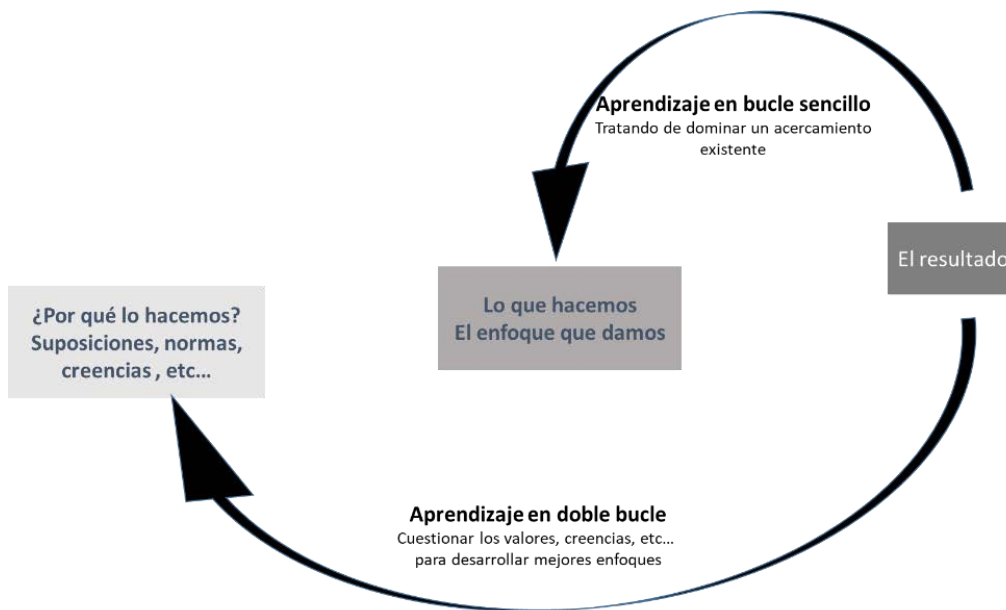 Aprendizaje en bucle sencillo
Tratando de dominar un acercamiento
existente
El resultado
Lo que hacemos
El enfoque que damos
¿Por qué lo hacemos?
Suposiciones, normas,
creencias , etc...
Aprendizaje en doble bucle
Cuestionar los valores, creencias, etc...
para desarrollar mejores enfoques